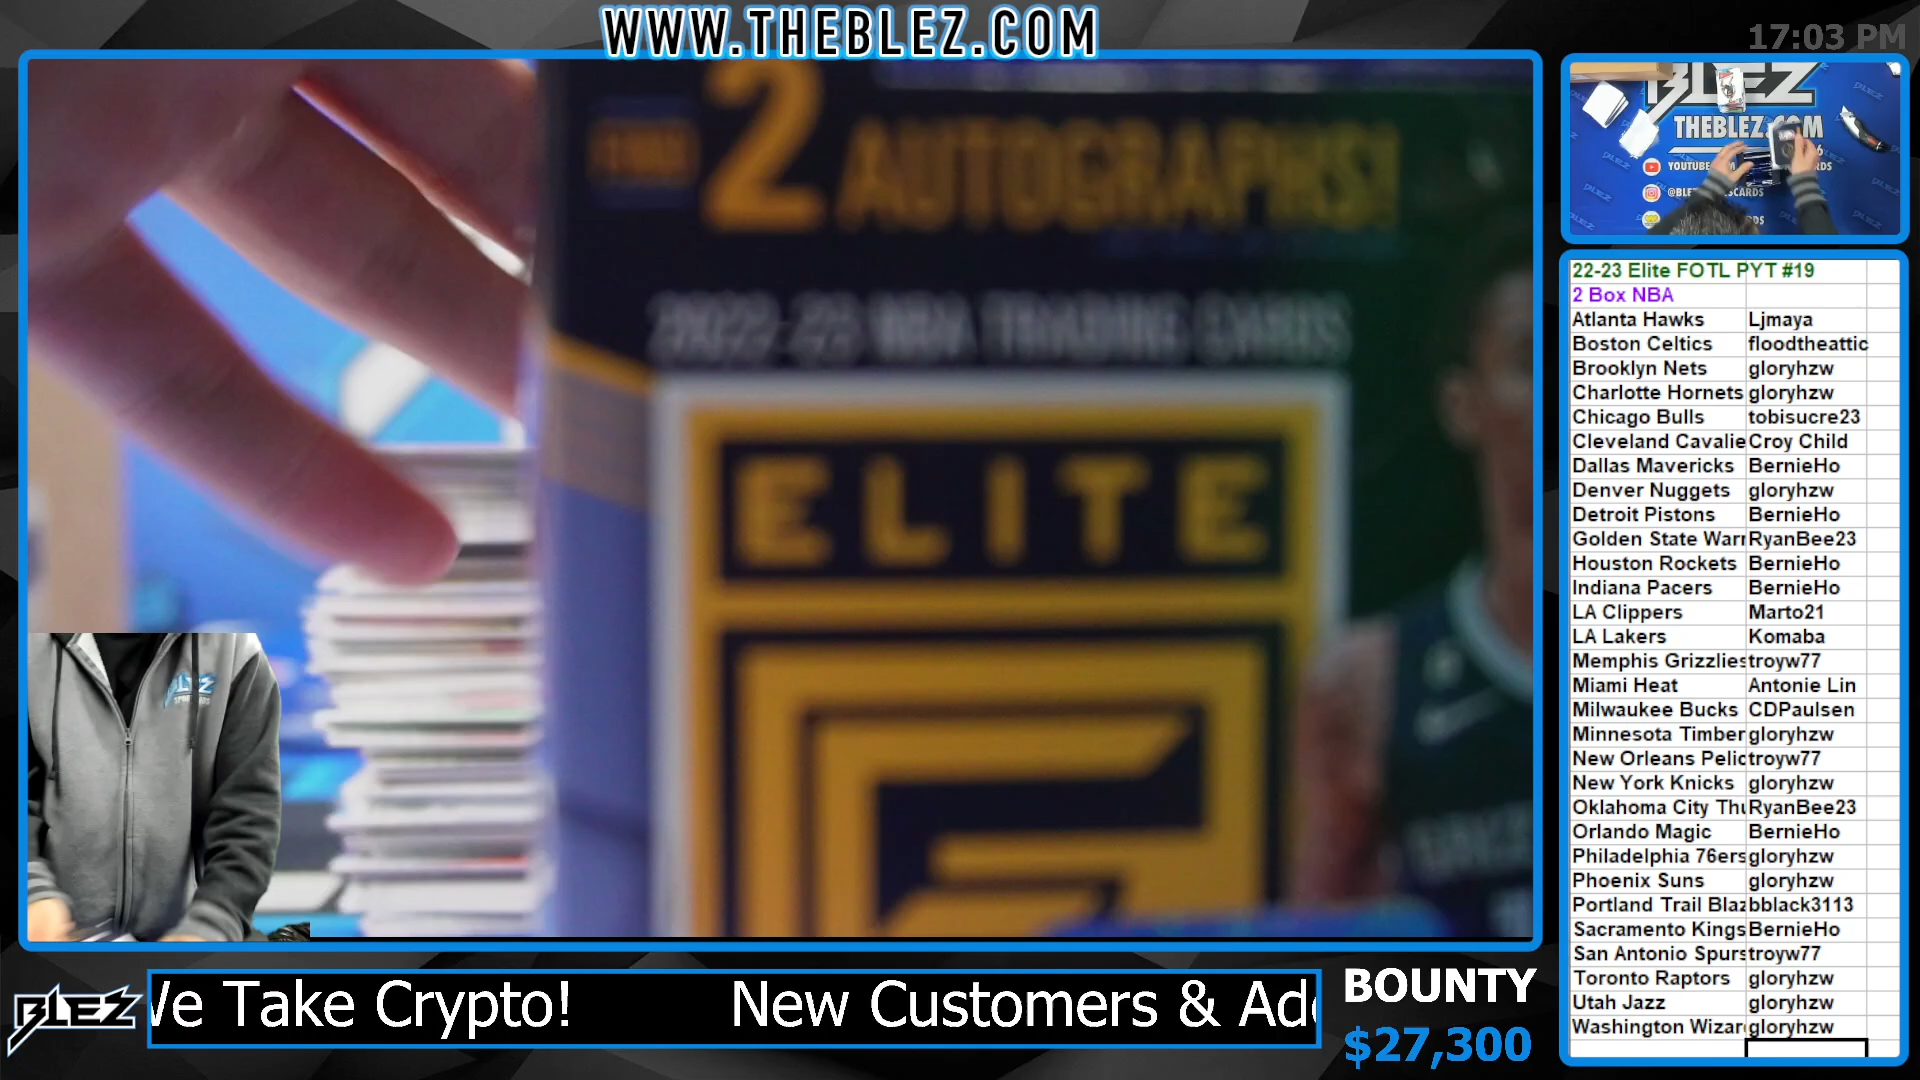 WWW.THEBLEZ.COM
17:03 PM
2 AUTOGRAPHS!
2022-23 NBA TRADING CARDS
ELITE
BLEZ
BLEZ
THEBLEZ.COM
YOUTUBE
22-23 Elite FOTL PYT #19
2 Box NBA
Atlanta Hawks Ljmaya
Boston Celtics floodtheattic
Brooklyn Nets gloryhzw
Charlotte Hornets gloryhzw
Chicago Bulls tobisucre23
Cleveland Cavalie Croy Child
Dallas Mavericks BernieHo
Denver Nuggets gloryhzw
Detroit Pistons BernieHo
Golden State Warr RyanBee23
Houston Rockets BernieHo
Indiana Pacers BernieHo
LA Clippers Marto21
LA Lakers Komaba
Memphis Grizzlies troyw77
Miami Heat Antonie Lin
Milwaukee Bucks CDPaulsen
Minnesota Timber gloryhzw
New Orleans Pelic troyw77
New York Knicks gloryhzw
Oklahoma City Thu RyanBee23
Orlando Magic BernieHo
Philadelphia 76ers gloryhzw
Phoenix Suns gloryhzw
Portland Trail Blaz bblack3113
Sacramento Kings BernieHo
San Antonio Spurs troyw77
Toronto Raptors gloryhzw
Utah Jazz gloryhzw
Washington Wizar gloryhzw
BLEZ
We Take Crypto! New Customers & Add
BOUNTY
$27,300